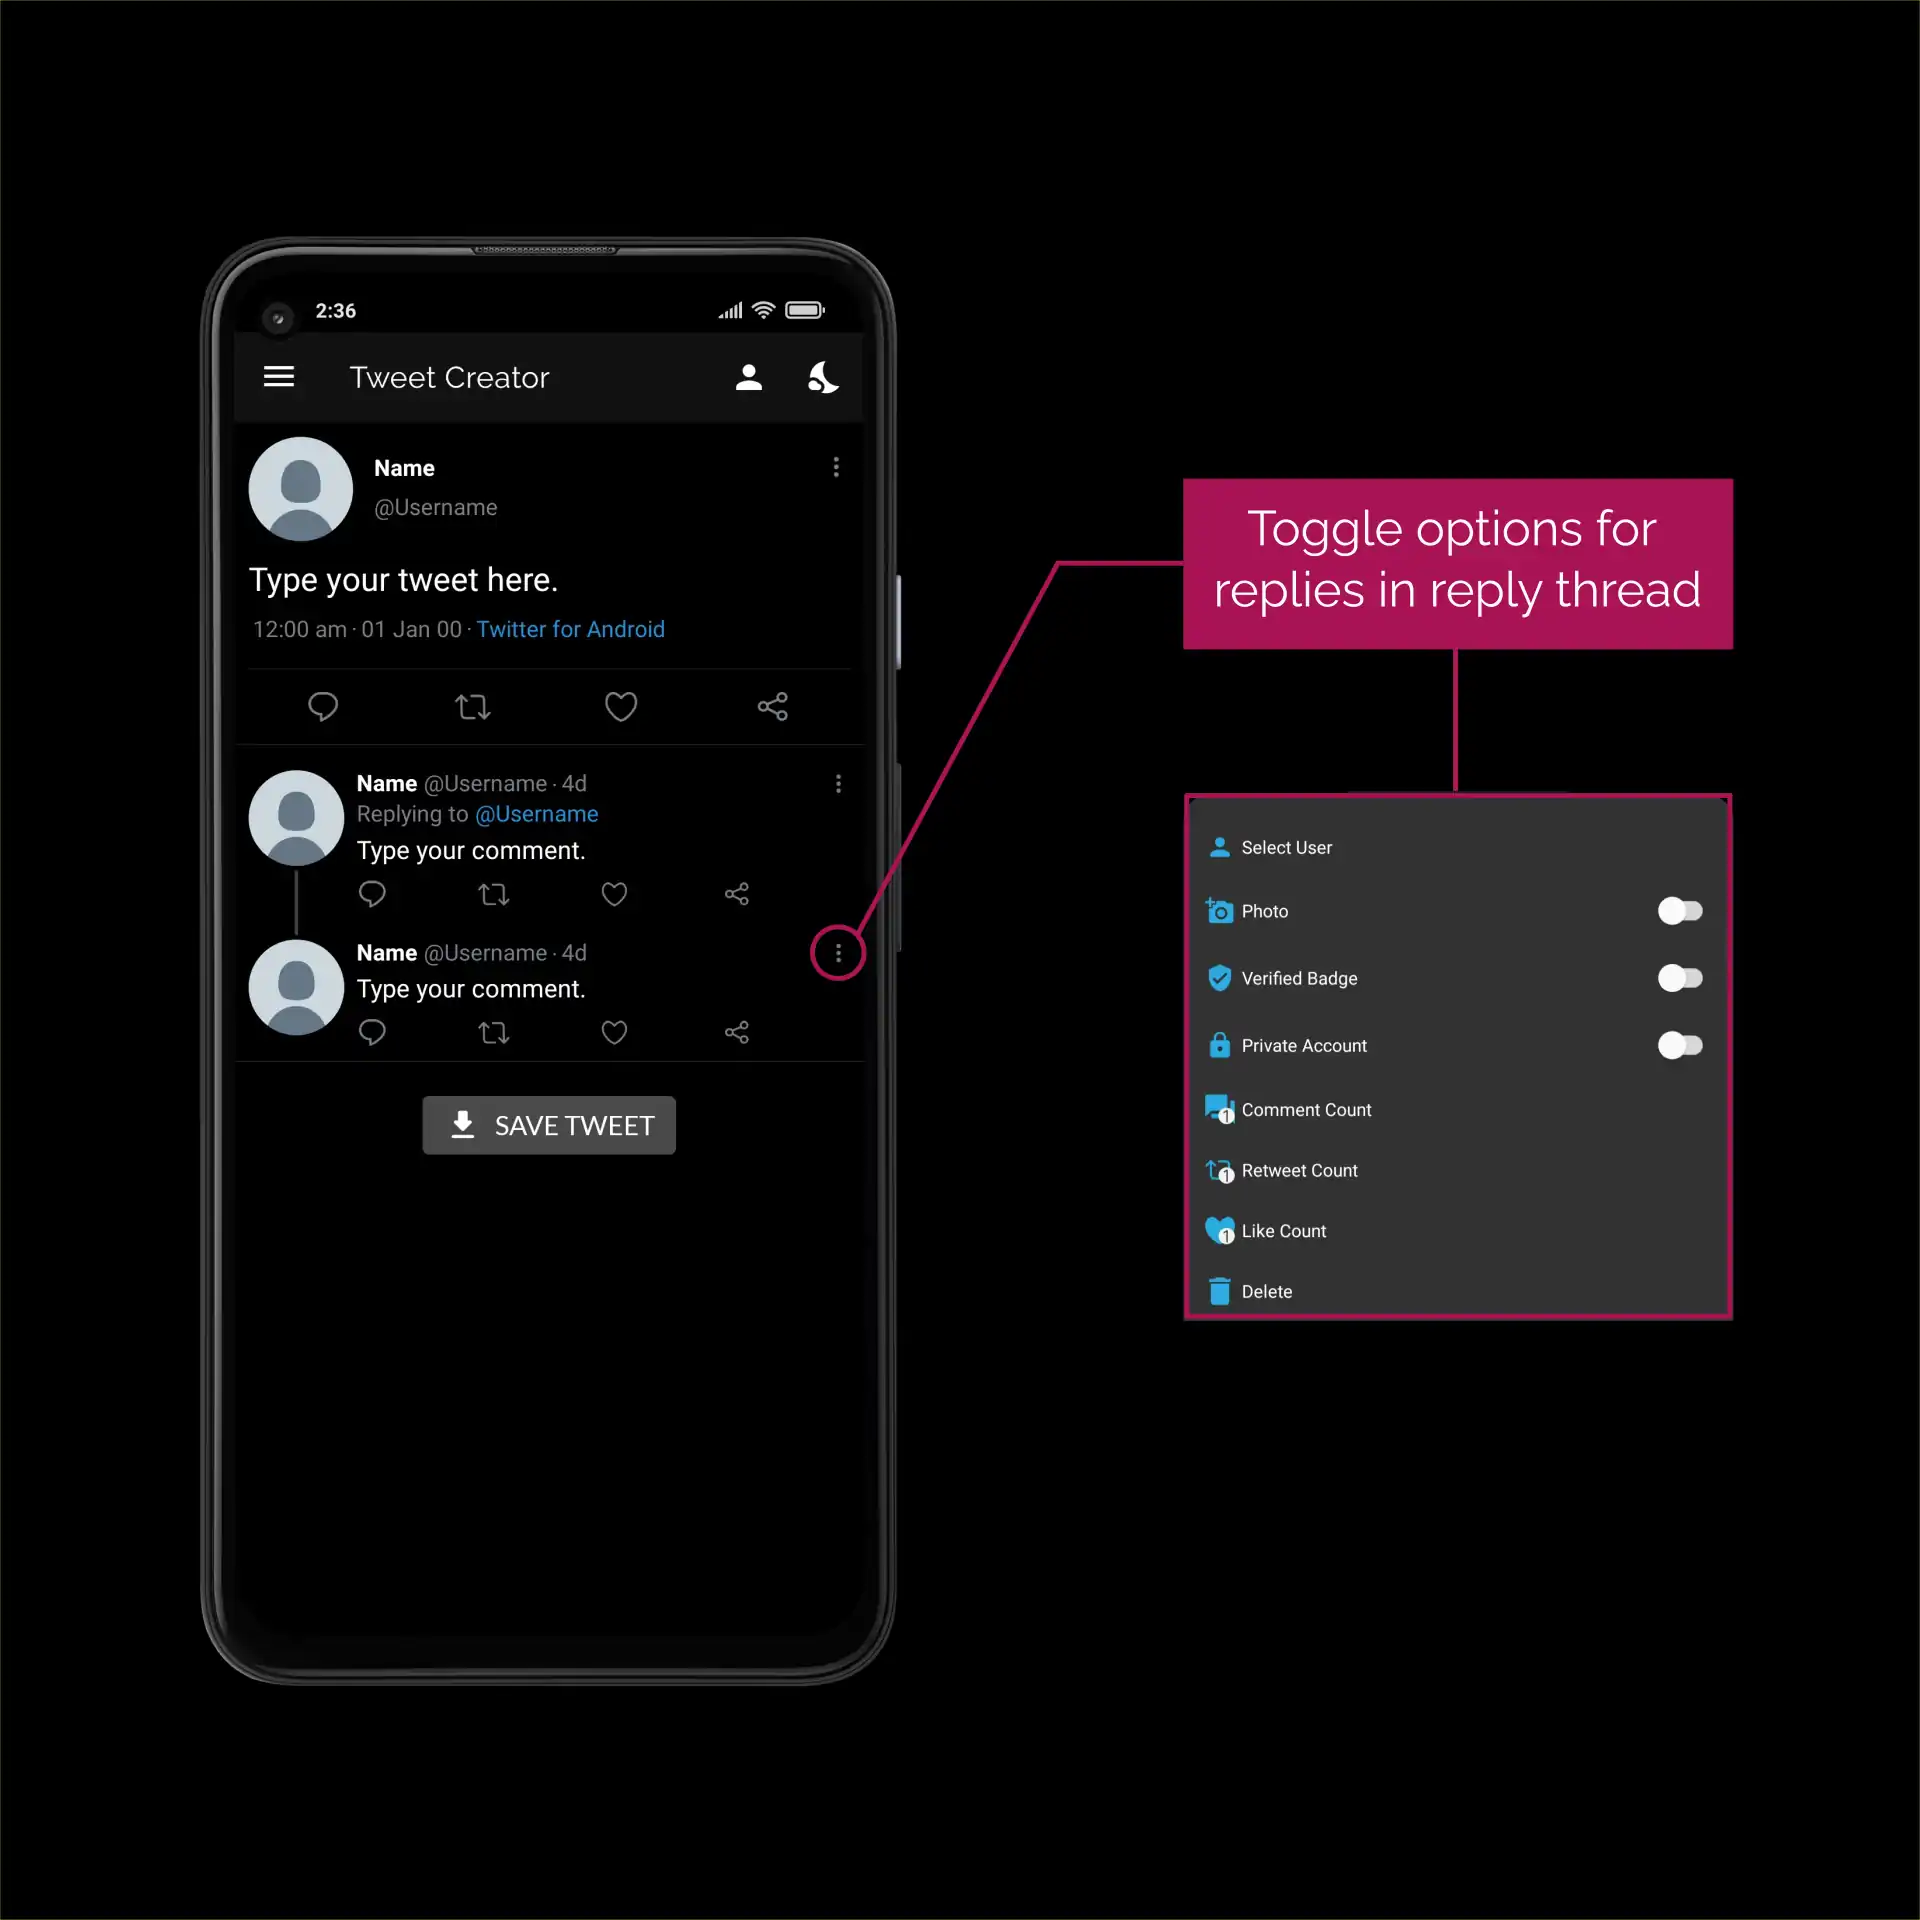 2:36
Tweet Creator
Name
@Username
Type your tweet here.
12:00 am · 01 Jan 00 · Twitter for Android
Name @Username · 4d
Replying to @Username
Type your comment.
Name @Username · 4d
Type your comment.
SAVE TWEET
Toggle options for
replies in reply thread
Select User
Photo
Verified Badge
Private Account
1
Comment Count
1
Retweet Count
1
Like Count
Delete